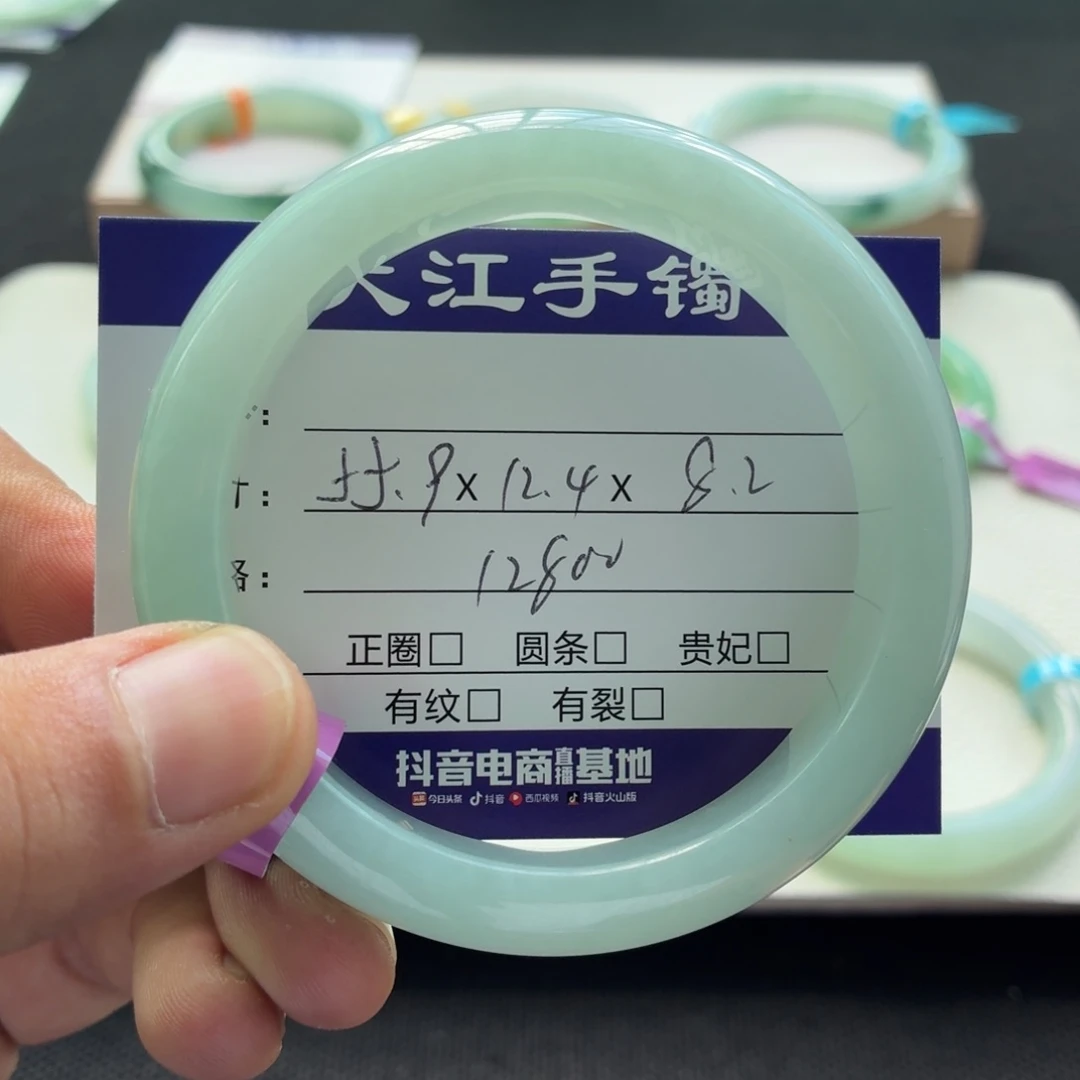 大江手镯
:
寸: 55.9 x 12.4 x 8.2
格: 12800
正圈□ 圆条□ 贵妃□
有纹□ 有裂□
抖音电商直播基地
今日头条 抖音 西瓜视频 抖音火山版